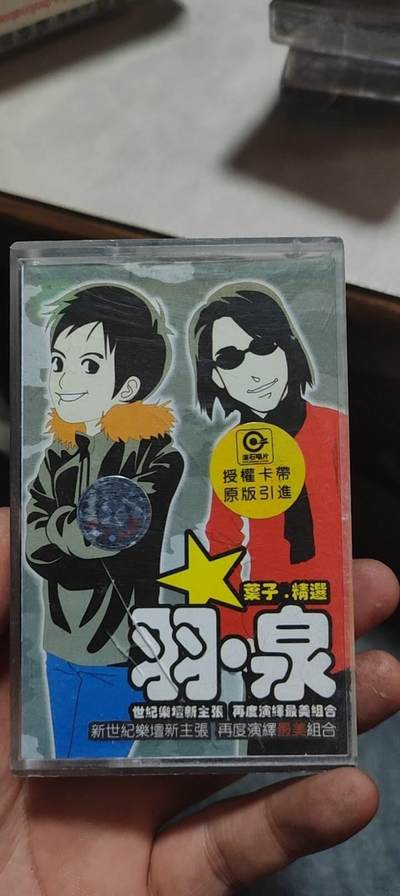 滾石唱片
授權卡帶
原版引進
葉子.精選
羽·泉
世紀樂壇新主張 再度演繹最美組合
新世紀樂壇新主張 再度演繹最美組合